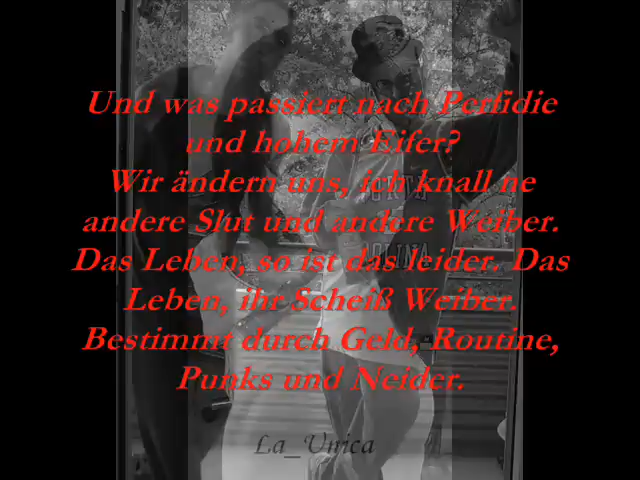 Und was passiert nach Perfidie
und hohem Eifer?
Wir ändern uns, ich knall ne
andere Slut und andere Weiber.
Das Leben, so ist das leider. Das
Leben, ihr Scheiß Weiber.
Bestimmt durch Geld, Routine,
Punks und Neider.
NORTH
CAROLINA
La_Unica